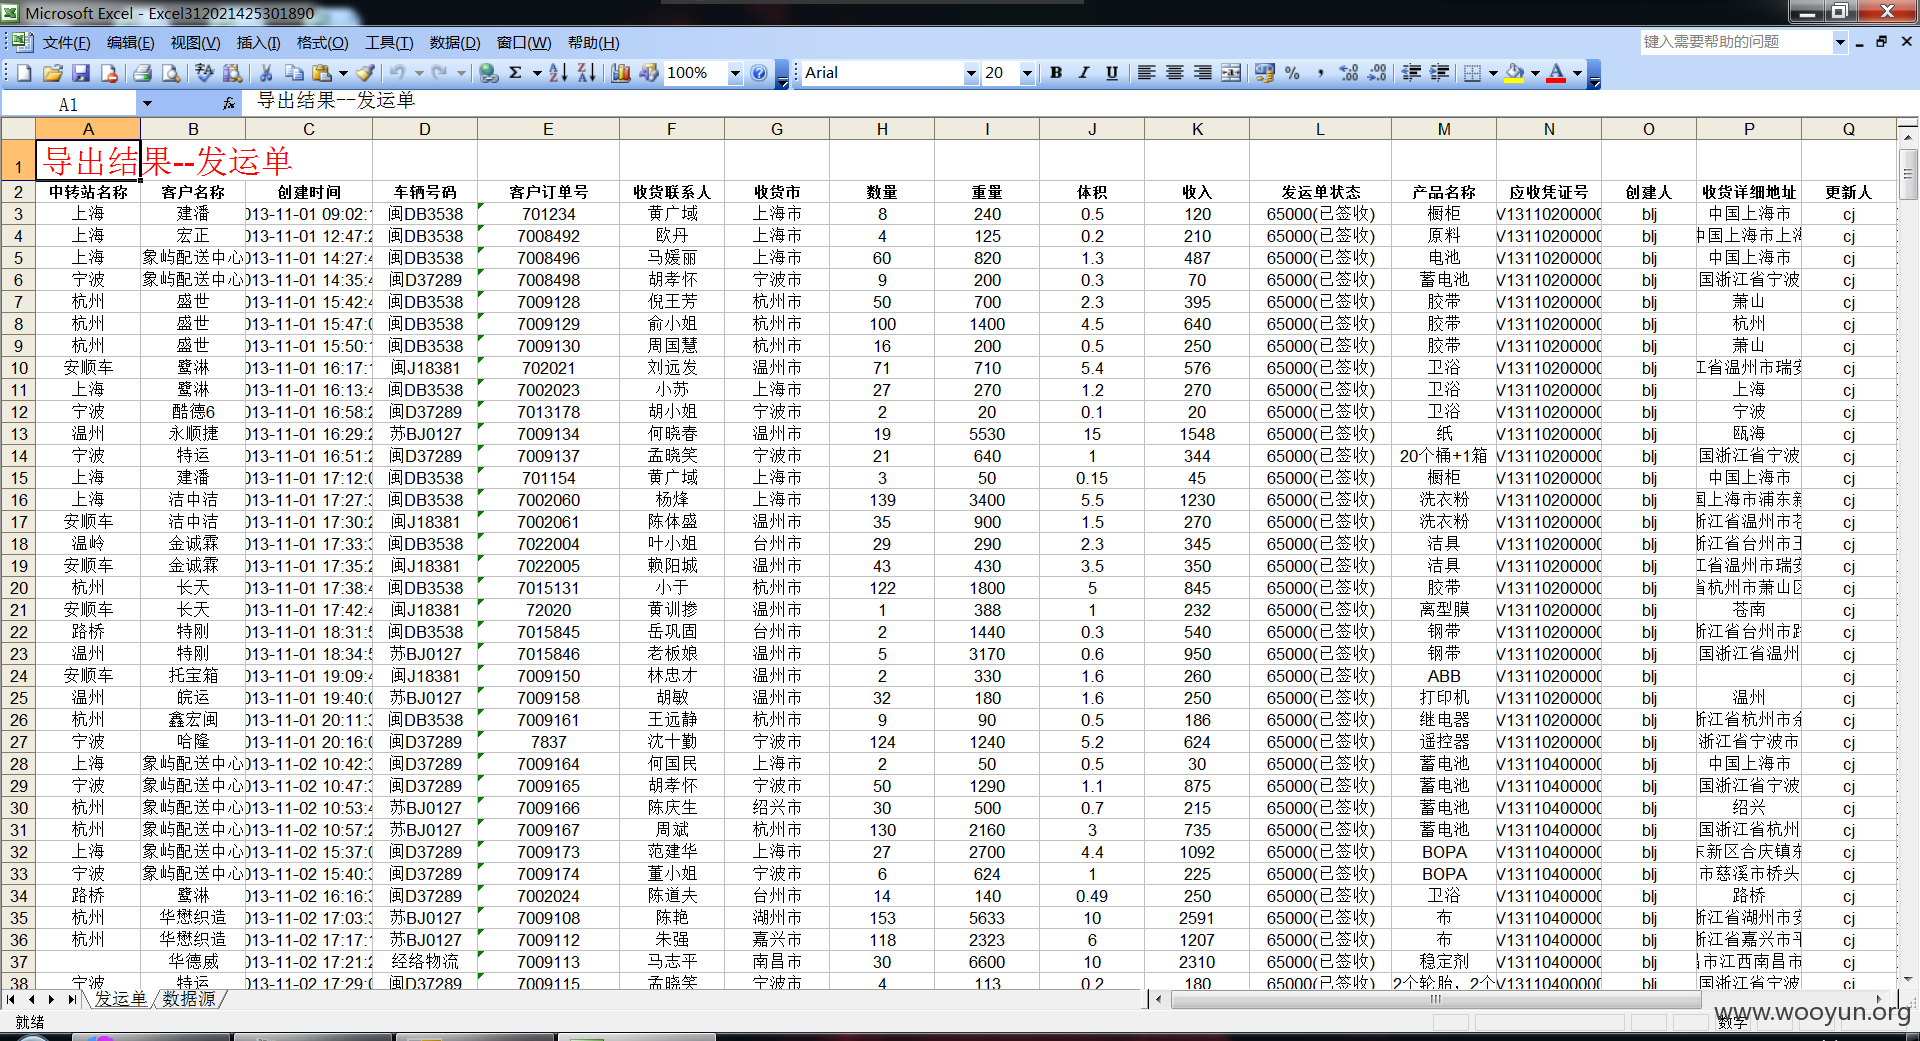 Microsoft Excel - Excel312021425301890
文件(F) 编辑(E) 视图(V) 插入(I) 格式(O) 工具(T) 数据(D) 窗口(W) 帮助(H) 键入需要帮助的问题
100% Arial 20 B I U
A1 fx 导出结果--发运单
A B C D E F G H I J K L M N O P Q
1 导出结果--发运单
2 中转站名称 客户名称 创建时间 车辆号码 客户订单号 收货联系人 收货市 数量 重量 体积 收入 发运单状态 产品名称 应收凭证号 创建人 收货详细地址 更新人
3 上海 建潘 013-11-01 09:02: 闽DB3538 701234 黄广域 上海市 8 240 0.5 120 65000(已签收) 橱柜 V1311020000 blj 中国上海市 cj
4 上海 宏正 013-11-01 12:47: 闽DB3538 7008492 欧丹 上海市 4 125 0.2 210 65000(已签收) 原料 V1311020000 blj 中国上海市上海 cj
5 上海 象屿配送中心 013-11-01 14:27: 闽DB3538 7008496 马媛丽 上海市 60 820 1.3 487 65000(已签收) 电池 V1311020000 blj 中国上海市 cj
6 宁波 象屿配送中心 013-11-01 14:35: 闽D37289 7008498 胡孝怀 宁波市 9 200 0.3 70 65000(已签收) 蓄电池 V1311020000 blj 国浙江省宁波 cj
7 杭州 盛世 013-11-01 15:42: 闽DB3538 7009128 倪王芳 杭州市 50 700 2.3 395 65000(已签收) 胶带 V1311020000 blj 萧山 cj
8 杭州 盛世 013-11-01 15:47: 闽DB3538 7009129 俞小姐 杭州市 100 1400 4.5 640 65000(已签收) 胶带 V1311020000 blj 杭州 cj
9 杭州 盛世 013-11-01 15:50: 闽DB3538 7009130 周国慧 杭州市 16 200 0.5 250 65000(已签收) 胶带 V1311020000 blj 萧山 cj
10 安顺车 鹭淋 013-11-01 16:17: 闽J18381 702021 刘远发 温州市 71 710 5.4 576 65000(已签收) 卫浴 V1311020000 blj 江省温州市瑞安 cj
11 上海 鹭淋 013-11-01 16:13: 闽DB3538 7002023 小苏 上海市 27 270 1.2 270 65000(已签收) 卫浴 V1311020000 blj 上海 cj
12 宁波 酷德6 013-11-01 16:58: 闽D37289 7013178 胡小姐 宁波市 2 20 0.1 20 65000(已签收) 卫浴 V1311020000 blj 宁波 cj
13 温州 永顺捷 013-11-01 16:29: 苏BJ0127 7009134 何晓春 温州市 19 5530 15 1548 65000(已签收) 纸 V1311020000 blj 瓯海 cj
14 宁波 特运 013-11-01 16:51: 闽D37289 7009137 孟晓笑 宁波市 21 640 1 344 65000(已签收) 20个桶+1箱 V1311020000 blj 国浙江省宁波 cj
15 上海 建潘 013-11-01 17:12: 闽DB3538 701154 黄广域 上海市 3 50 0.15 45 65000(已签收) 橱柜 V1311020000 blj 中国上海市 cj
16 上海 洁中洁 013-11-01 17:27: 闽DB3538 7002060 杨烽 上海市 139 3400 5.5 1230 65000(已签收) 洗衣粉 V1311020000 blj 国上海市浦东新 cj
17 安顺车 洁中洁 013-11-01 17:30: 闽J18381 7002061 陈体盛 温州市 35 900 1.5 270 65000(已签收) 洗衣粉 V1311020000 blj 浙江省温州市苍 cj
18 温岭 金诚霖 013-11-01 17:33: 闽DB3538 7022004 叶小姐 台州市 29 290 2.3 345 65000(已签收) 洁具 V1311020000 blj 浙江省台州市玉 cj
19 安顺车 金诚霖 013-11-01 17:35: 闽J18381 7022005 赖阳城 温州市 43 430 3.5 350 65000(已签收) 洁具 V1311020000 blj 江省温州市瑞安 cj
20 杭州 长天 013-11-01 17:38: 闽DB3538 7015131 小于 杭州市 122 1800 5 845 65000(已签收) 胶带 V1311020000 blj 省杭州市萧山区 cj
21 安顺车 长天 013-11-01 17:42: 闽J18381 72020 黄训掺 温州市 1 388 1 232 65000(已签收) 离型膜 V1311020000 blj 苍南 cj
22 路桥 特刚 013-11-01 18:31: 闽DB3538 7015845 岳巩固 台州市 2 1440 0.3 540 65000(已签收) 钢带 V1311020000 blj 浙江省台州市路 cj
23 温州 特刚 013-11-01 18:34: 苏BJ0127 7015846 老板娘 温州市 5 3170 0.6 950 65000(已签收) 钢带 V1311020000 blj 国浙江省温州 cj
24 安顺车 托宝箱 013-11-01 19:09: 闽J18381 7009150 林忠才 温州市 2 330 1.6 260 65000(已签收) ABB V1311020000 blj cj
25 温州 皖运 013-11-01 19:40: 苏BJ0127 7009158 胡敏 温州市 32 180 1.6 250 65000(已签收) 打印机 V1311020000 blj 温州 cj
26 杭州 鑫宏闽 013-11-01 20:11: 闽DB3538 7009161 王远静 杭州市 9 90 0.5 186 65000(已签收) 继电器 V1311020000 blj 浙江省杭州市余 cj
27 宁波 哈隆 013-11-01 20:16: 闽D37289 7837 沈十勤 宁波市 124 1240 5.2 624 65000(已签收) 遥控器 V1311020000 blj 浙江省宁波市 cj
28 上海 象屿配送中心 013-11-02 10:42: 闽D37289 7009164 何国民 上海市 2 50 0.5 30 65000(已签收) 蓄电池 V1311040000 blj 中国上海市 cj
29 宁波 象屿配送中心 013-11-02 10:47: 闽D37289 7009165 胡孝怀 宁波市 50 1290 1.1 875 65000(已签收) 蓄电池 V1311040000 blj 国浙江省宁波 cj
30 杭州 象屿配送中心 013-11-02 10:53: 苏BJ0127 7009166 陈庆生 绍兴市 30 500 0.7 215 65000(已签收) 蓄电池 V1311040000 blj 绍兴 cj
31 杭州 象屿配送中心 013-11-02 10:57: 苏BJ0127 7009167 周斌 杭州市 130 2160 3 735 65000(已签收) 蓄电池 V1311040000 blj 国浙江省杭州 cj
32 上海 象屿配送中心 013-11-02 15:37: 闽D37289 7009173 范建华 上海市 27 2700 4.4 1092 65000(已签收) BOPA V1311040000 blj 东新区合庆镇东 cj
33 宁波 象屿配送中心 013-11-02 15:40: 闽D37289 7009174 董小姐 宁波市 6 624 1 225 65000(已签收) BOPA V1311040000 blj 市慈溪市桥头 cj
34 路桥 鹭淋 013-11-02 16:16: 闽D37289 7002024 陈道夫 台州市 14 140 0.49 250 65000(已签收) 卫浴 V1311040000 blj 路桥 cj
35 杭州 华懋织造 013-11-02 17:03: 苏BJ0127 7009108 陈艳 湖州市 153 5633 10 2591 65000(已签收) 布 V1311040000 blj 浙江省湖州市安 cj
36 杭州 华懋织造 013-11-02 17:17: 苏BJ0127 7009112 朱强 嘉兴市 118 2323 6 1207 65000(已签收) 布 V1311040000 blj 浙江省嘉兴市平 cj
37 华德威 013-11-02 17:21: 经络物流 7009113 马志平 南昌市 30 6600 10 2310 65000(已签收) 稳定剂 V1311040000 blj 昌市江西南昌市 cj
38 宁波 特运 013-11-02 17:29: 闽D37289 7009115 孟晓笑 宁波市 4 113 0.2 180 65000(已签收) 2个轮胎，2个 V1311040000 blj 国浙江省宁波 cj
发运单 数据源
就绪 数字
www.wooyun.org